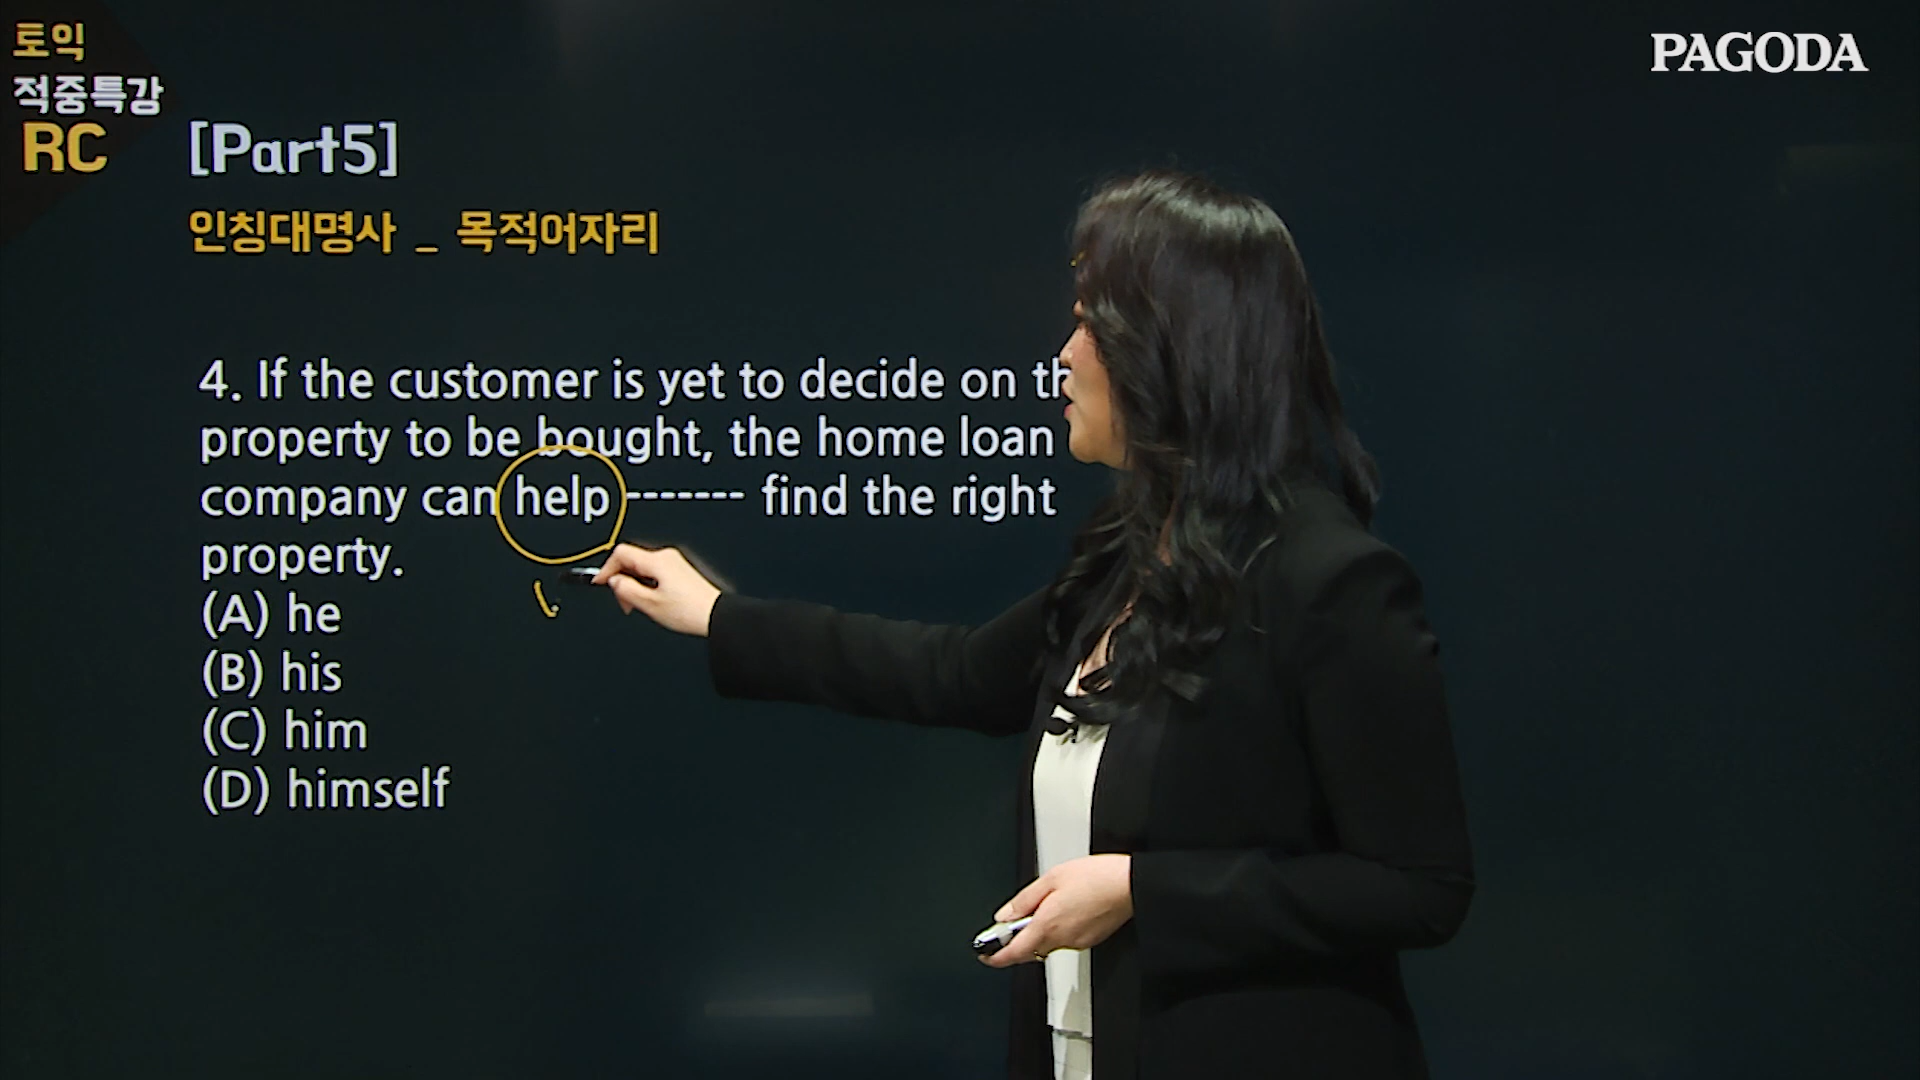 토익
적중특강
RC
PAGODA
[Part5]
인칭대명사 _ 목적어자리
4. If the customer is yet to decide on
property to be bought, the home loan
company can help ------- find the right
property.
(A) he
(B) his
(C) him
(D) himself